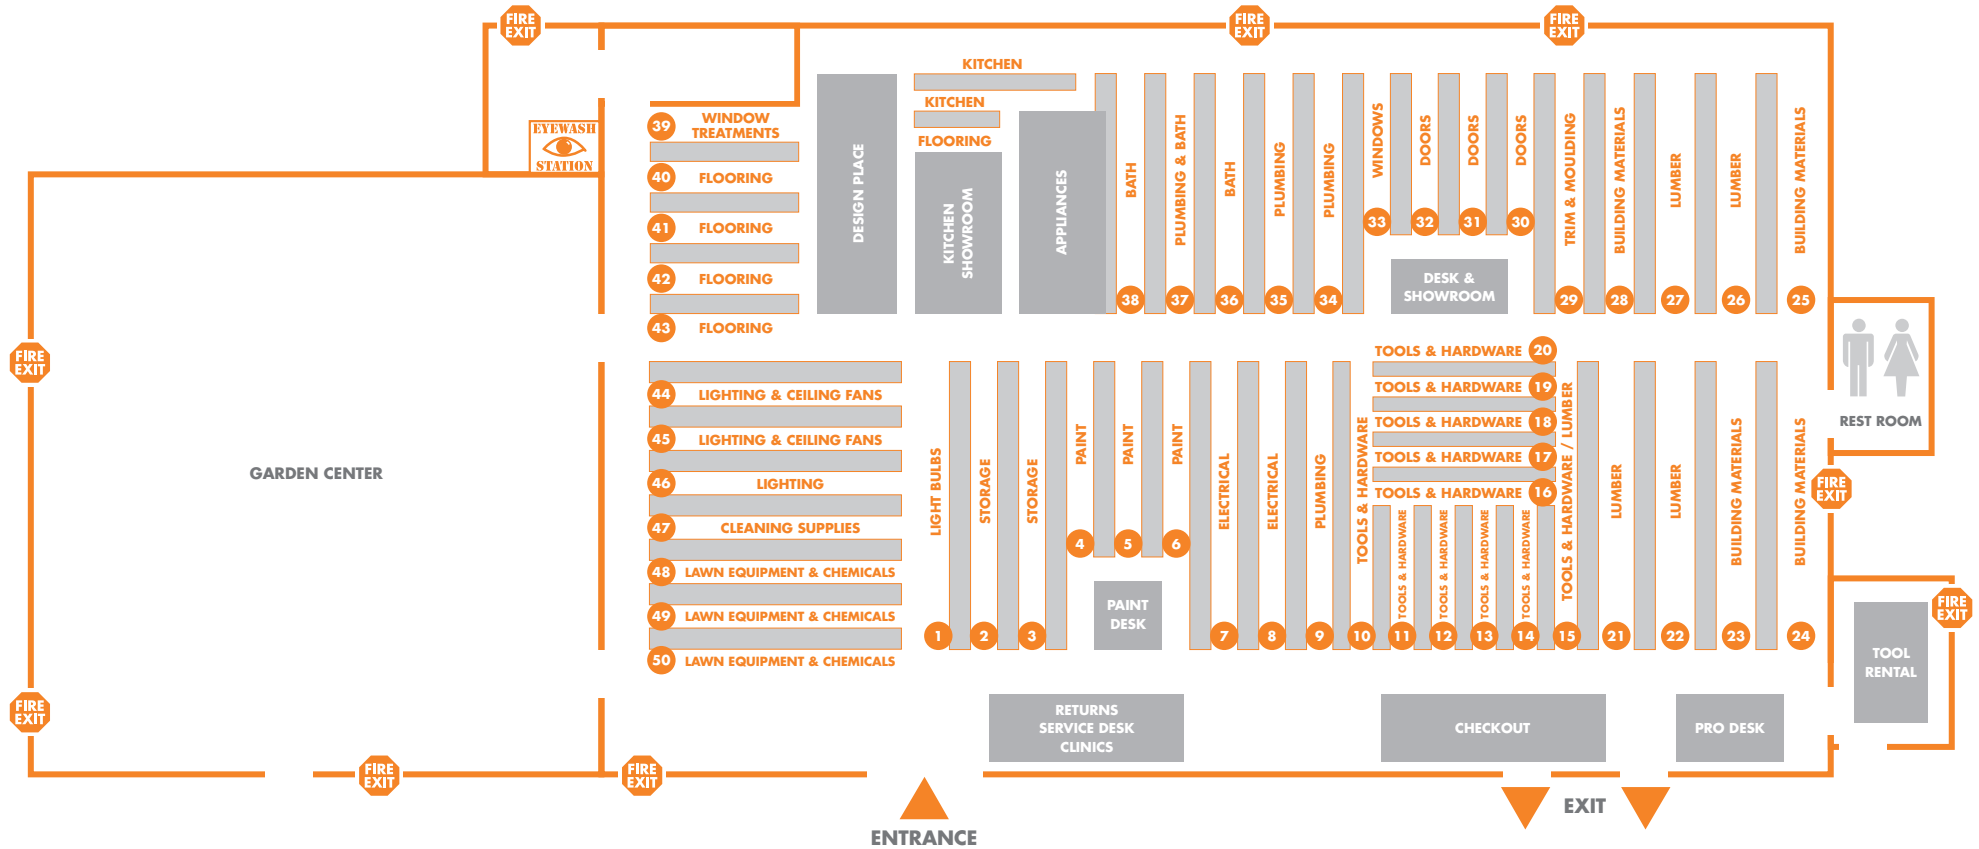 FIRE
EXIT
FIRE
EXIT
FIRE
EXIT
EYEWASH
STATION
39
WINDOW
TREATMENTS
40
FLOORING
41
FLOORING
42
FLOORING
43
FLOORING
DESIGN PLACE
KITCHEN
KITCHEN
FLOORING
KITCHEN
SHOWROOM
APPLIANCES
BATH
38
PLUMBING & BATH
37
BATH
36
PLUMBING
35
PLUMBING
34
WINDOWS
33
DOORS
32
DOORS
31
DOORS
30
DESK &
SHOWROOM
TRIM & MOULDING
29
BUILDING MATERIALS
28
LUMBER
27
LUMBER
26
BUILDING MATERIALS
25
REST ROOM
FIRE
EXIT
FIRE
EXIT
GARDEN CENTER
44
LIGHTING & CEILING FANS
45
LIGHTING & CEILING FANS
46
LIGHTING
47
CLEANING SUPPLIES
48
LAWN EQUIPMENT & CHEMICALS
49
LAWN EQUIPMENT & CHEMICALS
50
LAWN EQUIPMENT & CHEMICALS
LIGHT BULBS
1
STORAGE
2
STORAGE
3
PAINT
4
PAINT
5
PAINT
6
PAINT
DESK
ELECTRICAL
7
ELECTRICAL
8
PLUMBING
9
TOOLS & HARDWARE
10
TOOLS & HARDWARE 20
TOOLS & HARDWARE 19
TOOLS & HARDWARE 18
TOOLS & HARDWARE 17
TOOLS & HARDWARE 16
TOOLS & HARDWARE
11
TOOLS & HARDWARE
12
TOOLS & HARDWARE
13
TOOLS & HARDWARE
14
TOOLS & HARDWARE / LUMBER
15
LUMBER
21
LUMBER
22
BUILDING MATERIALS
23
BUILDING MATERIALS
24
FIRE
EXIT
TOOL
RENTAL
FIRE
EXIT
RETURNS
SERVICE DESK
CLINICS
CHECKOUT
PRO DESK
FIRE
EXIT
FIRE
EXIT
ENTRANCE
EXIT